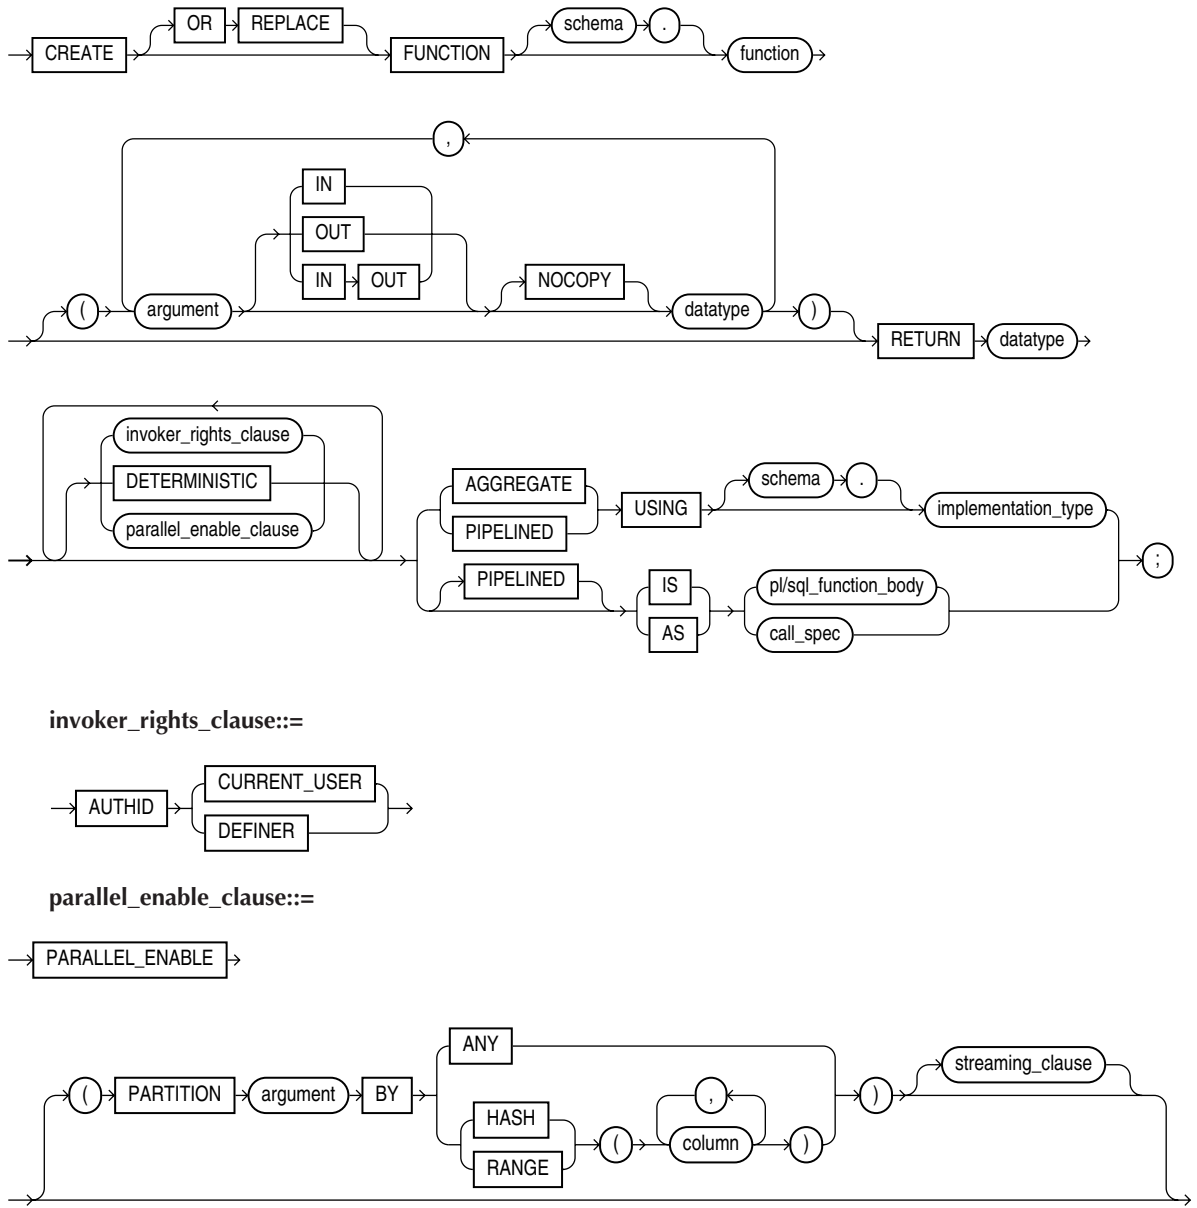 OR REPLACE schema .
CREATE FUNCTION function
,
IN
OUT
IN OUT NOCOPY
( argument datatype )
RETURN datatype
invoker_rights_clause
DETERMINISTIC
parallel_enable_clause
AGGREGATE
PIPELINED
USING schema . implementation_type
PIPELINED
IS
AS
pl/sql_function_body
call_spec
;
invoker_rights_clause::=
AUTHID
CURRENT_USER
DEFINER
parallel_enable_clause::=
PARALLEL_ENABLE
( PARTITION argument BY
ANY
HASH
RANGE
( column , )
) streaming_clause